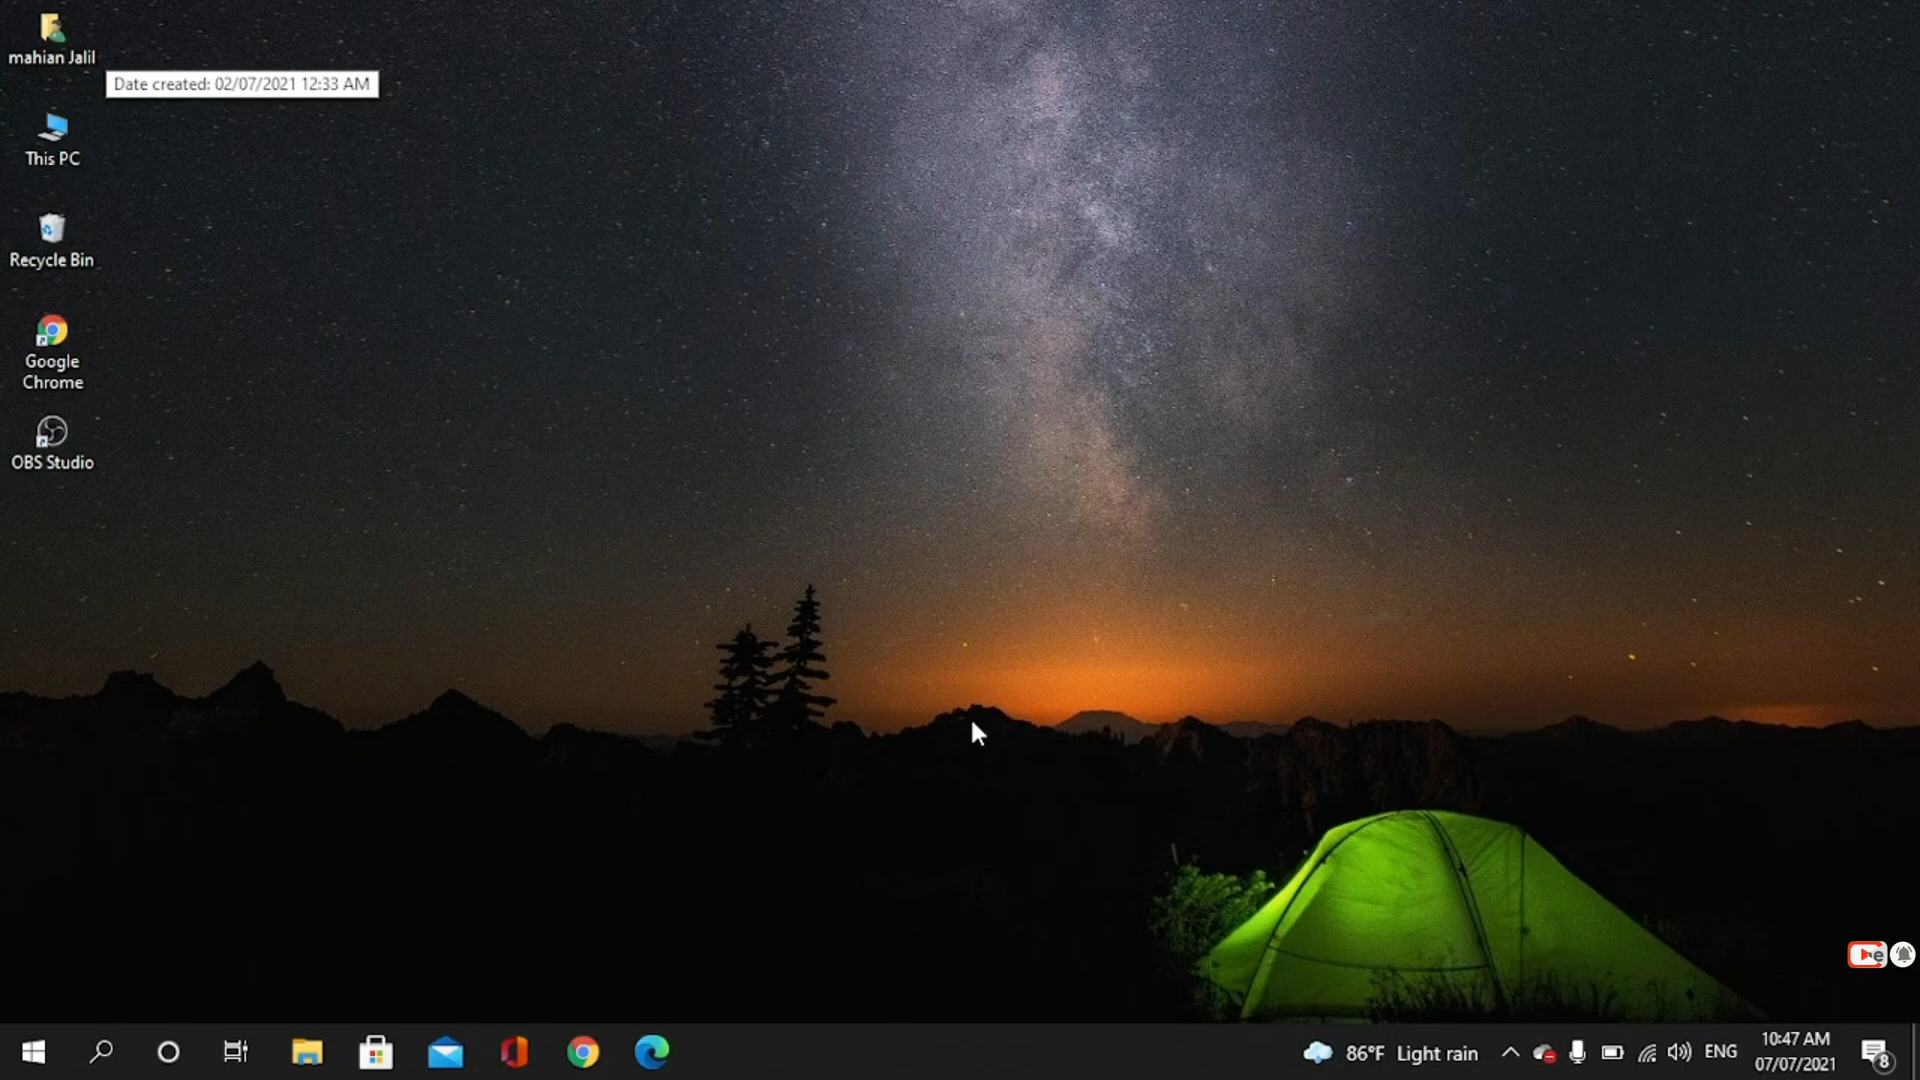 mahian Jalil
Date created: 02/07/2021 12:33 AM
This PC
Recycle Bin
Google
Chrome
OBS Studio
86°F Light rain
ENG
10:47 AM
07/07/2021
8